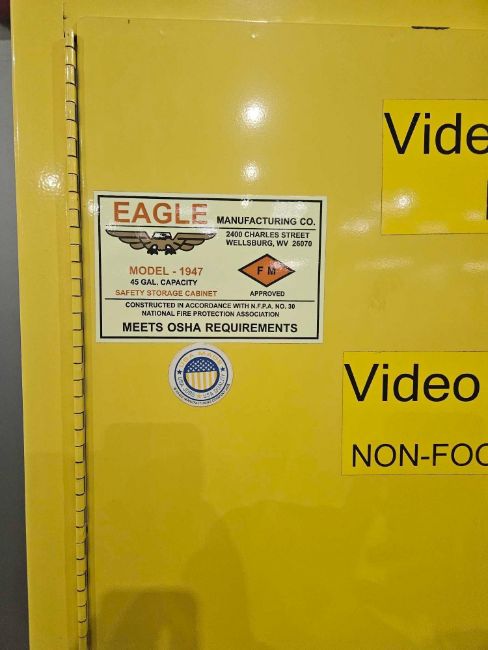 Vide
EAGLE MANUFACTURING CO.
2400 CHARLES STREET
WELLSBURG, WV 26070
MODEL - 1947
45 GAL. CAPACITY
SAFETY STORAGE CABINET
F M
APPROVED
CONSTRUCTED IN ACCORDANCE WITH N.F.P.A. NO. 30
NATIONAL FIRE PROTECTION ASSOCIATION
MEETS OSHA REQUIREMENTS
Video
NON-FOO